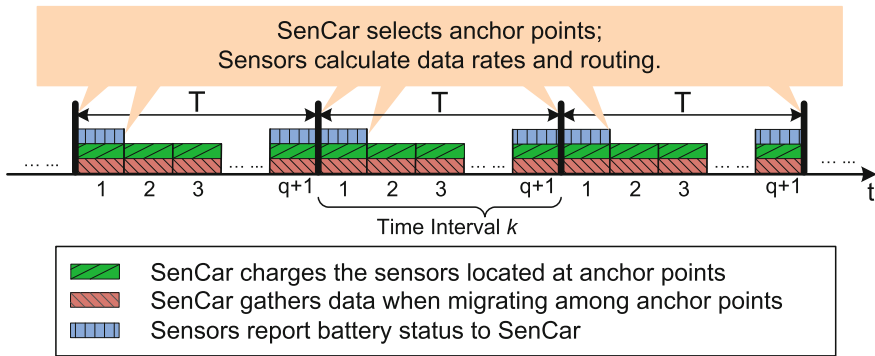 SenCar selects anchor points;
Sensors calculate data rates and routing.
T T T
... ... ... ... ... ... ... ... ... ...
1 2 3 q+1 1 2 3 q+1 1 2 3 q+1 t
Time Interval k
SenCar charges the sensors located at anchor points
SenCar gathers data when migrating among anchor points
Sensors report battery status to SenCar